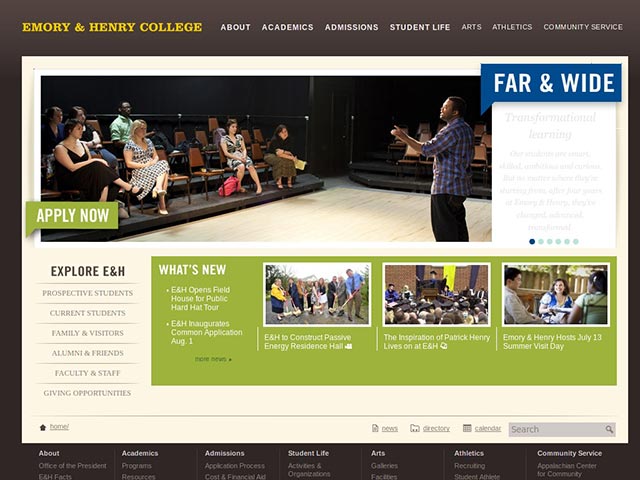 EMORY & HENRY COLLEGE
ABOUT ACADEMICS ADMISSIONS STUDENT LIFE ARTS ATHLETICS COMMUNITY SERVICE
FAR & WIDE
Transformational
learning
Our students are smart,
skilled, ambitious and curious.
But no matter where they're
starting from, after four years
at Emory & Henry, they've
changed, advanced,
transformed.
APPLY NOW
EXPLORE E&H
PROSPECTIVE STUDENTS
CURRENT STUDENTS
FAMILY & VISITORS
ALUMNI & FRIENDS
FACULTY & STAFF
GIVING OPPORTUNITIES
WHAT'S NEW
E&H Opens Field
House for Public
Hard Hat Tour
E&H Inaugurates
Common Application
Aug. 1
more news
E&H to Construct Passive
Energy Residence Hall
The Inspiration of Patrick Henry
Lives on at E&H
Emory & Henry Hosts July 13
Summer Visit Day
home/
news directory calendar Search
About Academics Admissions Student Life Arts Athletics Community Service
Office of the President Programs Application Process Activities & Galleries Recruiting Appalachian Center
E&H Facts Resources Cost & Financial Aid Organizations Facilities Student Athlete for Community